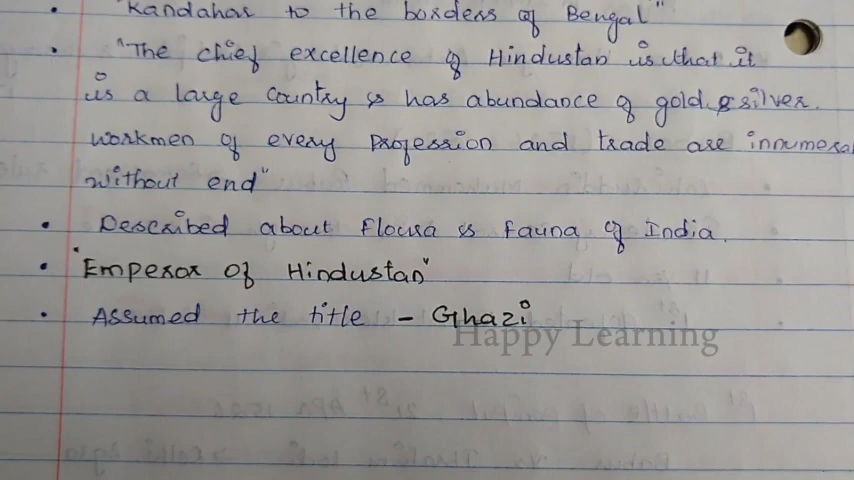 • "Kandahar to the borders of Bengal"
• "The chief excellence of Hindustan is that it
is a large country & has abundance of gold & silver.
workmen of every profession and trade are innumera
without end"
• Described about Floura & Fauna of India.
• "Emperor of Hindustan"
• Assumed the title - Ghazi
Happy Learning